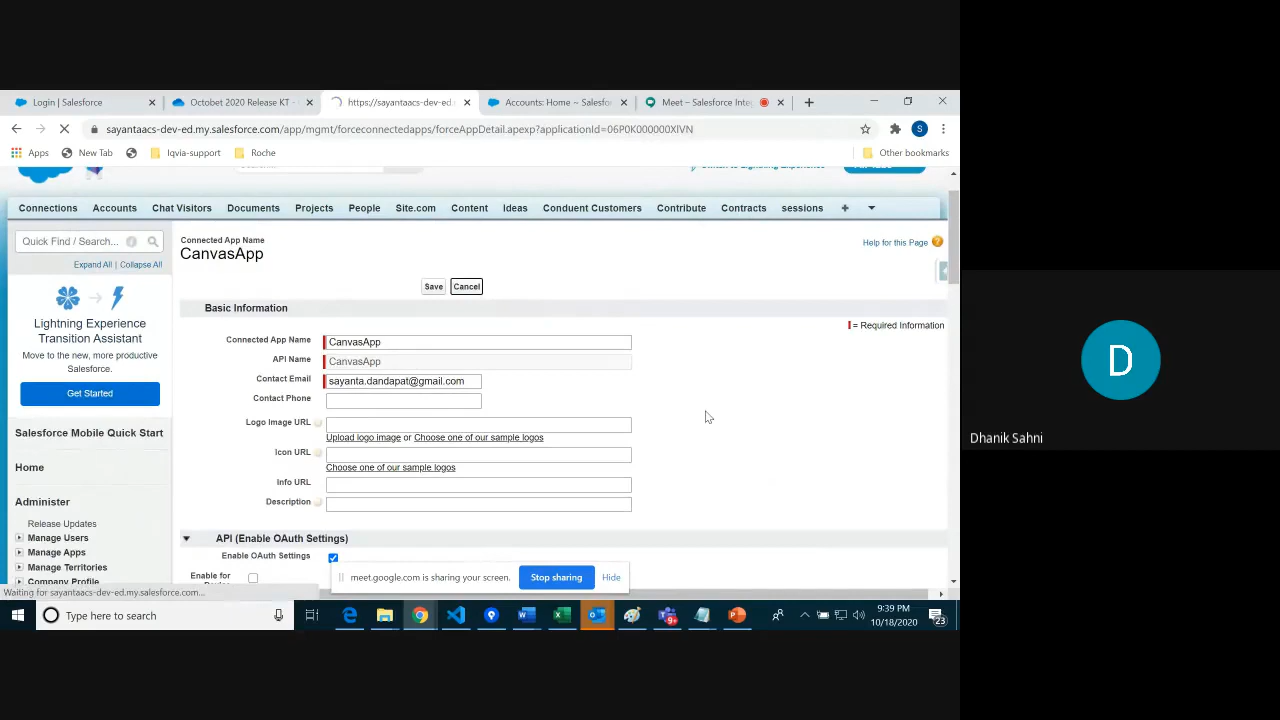 Login | Salesforce
Octobet 2020 Release KT -
https://sayantaacs-dev-ed.
Accounts: Home ~ Salesfo
Meet – Salesforce Inte
sayantaacs-dev-ed.my.salesforce.com/app/mgmt/forceconnectedapps/forceAppDetail.apexp?applicationId=06P0K000000XIVN
S
Apps
New Tab
Iqvia-support
Roche
Other bookmarks
Connections
Accounts
Chat Visitors
Documents
Projects
People
Site.com
Content
Ideas
Conduent Customers
Contribute
Contracts
sessions
Quick Find / Search...
Expand All | Collapse All
Lightning Experience
Transition Assistant
Move to the new, more productive
Salesforce.
Get Started
Salesforce Mobile Quick Start
Home
Administer
Release Updates
Manage Users
Manage Apps
Manage Territories
Company Profile
Connected App Name
CanvasApp
Help for this Page
Save
Cancel
Basic Information
= Required Information
Connected App Name
CanvasApp
API Name
CanvasApp
Contact Email
sayanta.dandapat@gmail.com
Contact Phone
Logo Image URL
Upload logo image or Choose one of our sample logos
Icon URL
Choose one of our sample logos
Info URL
Description
API (Enable OAuth Settings)
Enable OAuth Settings
Enable for
meet.google.com is sharing your screen.
Stop sharing
Hide
Waiting for sayantaacs-dev-ed.my.salesforce.com...
Type here to search
9+
9:39 PM
10/18/2020
23
D
Dhanik Sahni